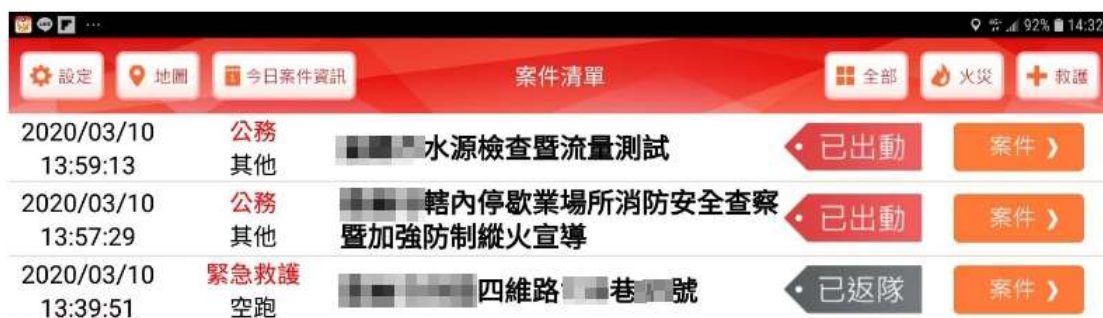 92% 14:32
設定 地圖 今日案件資訊 案件清單 全部 火災 救護
2020/03/10 公務 水源檢查暨流量測試 已出動 案件
13:59:13 其他
2020/03/10 公務 轄內停歇業場所消防安全查察 已出動 案件
13:57:29 其他 暨加強防制縱火宣導
2020/03/10 緊急救護 四維路 巷 號 已返隊 案件
13:39:51 空跑